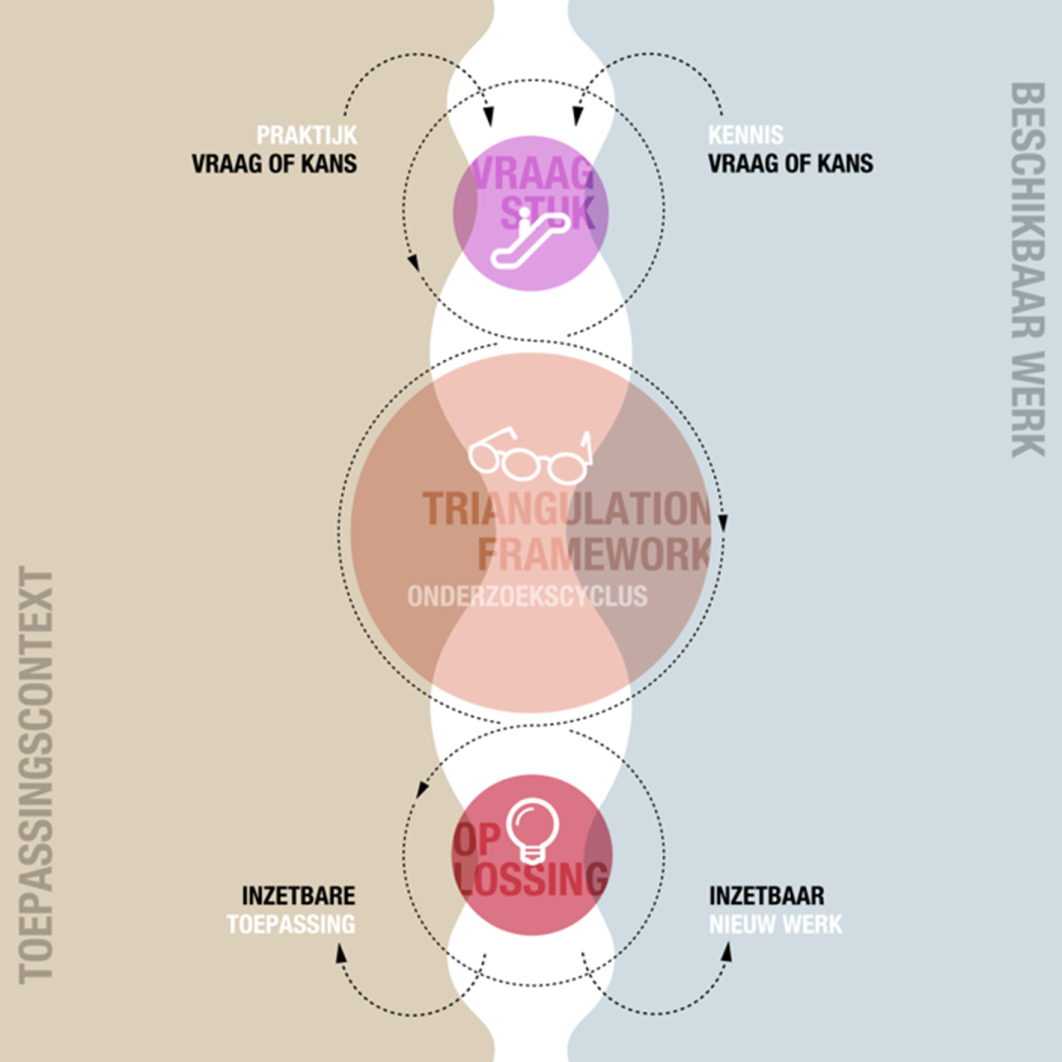 PRAKTIJK
VRAAG OF KANS
KENNIS
VRAAG OF KANS
BESCHIKBAAR WERK
VRAAG
STUK
TRIANGULATION
FRAMEWORK
ONDERZOEKSCYCLUS
TOEPASSINGSCONTEXT
OP
LOSSING
INZETBARE
TOEPASSING
INZETBAAR
NIEUW WERK